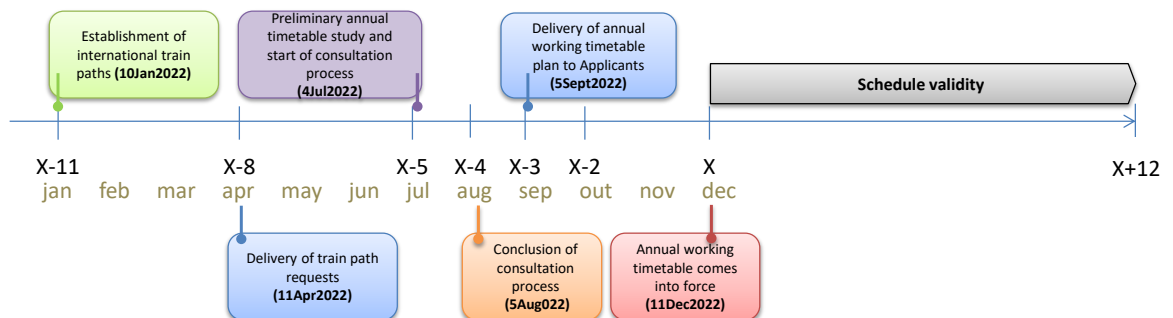 Establishment of
international train
paths (10Jan2022)
Preliminary annual
timetable study and
start of consultation
process
(4Jul2022)
Delivery of annual
working timetable
plan to Applicants
(5Sept2022)
Schedule validity
X-11
X-8
X-5
X-4
X-3
X-2
X
X+12
jan
feb
mar
apr
may
jun
jul
aug
sep
out
nov
dec
Delivery of train path
requests
(11Apr2022)
Conclusion of
consultation
process
(5Aug022)
Annual working
timetable comes
into force
(11Dec2022)